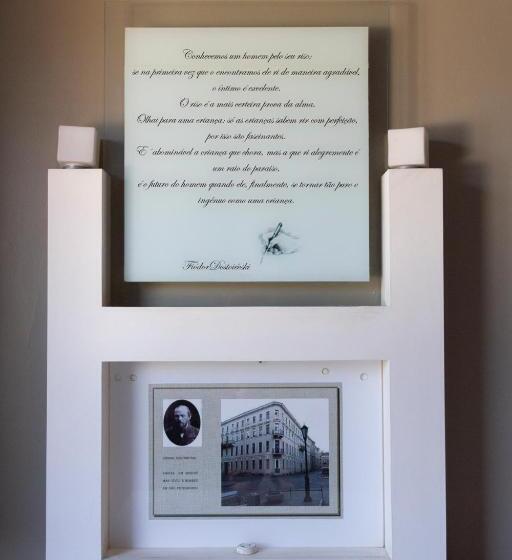 Conhecemos um homem pelo seu riso;
se na primeira vez que o encontramos ele ri de maneira agradável,
o íntimo é excelente.
O riso é a mais certeira prova da alma.
Olhai para uma criança: só as crianças sabem rir com perfeição,
por isso são fascinantes.
E' abominável a criança que chora, mas a que ri alegremente é
um raio do paraíso,
é o futuro do homem quando ele, finalmente, se tornar tão puro e
ingênuo como uma criança.
Fiódor Dostoiévski